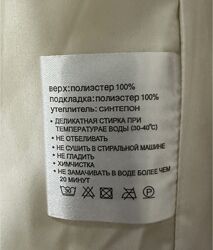 верх:полиэстер 100%
подкладка:полиэстер 100%
утеплитель: СИНТЕПОН
• ДЕЛИКАТНАЯ СТИРКА ПРИ
ТЕМПЕРАТУРАЕ ВОДЫ (30-40°C)
• НЕ ОТБЕЛИВАТЬ
• НЕ СУШИТЬ В СТИРАЛЬНОЙ МАШИНЕ
• НЕ ГЛАДИТЬ
• ХИМЧИСТКА
• НЕ ЗАМАЧИВАТЬ В ВОДЕ БОЛЕЕ ЧЕМ
20 МИНУТ